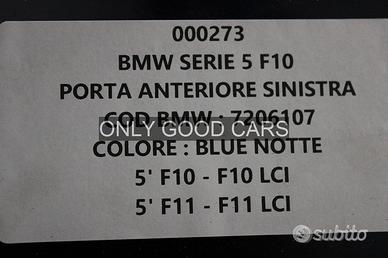 000273
BMW SERIE 5 F10
PORTA ANTERIORE SINISTRA
COD BMW : 7206107
ONLY GOOD CARS
COLORE : BLUE NOTTE
5' F10 - F10 LCI
5' F11 - F11 LCI
subito